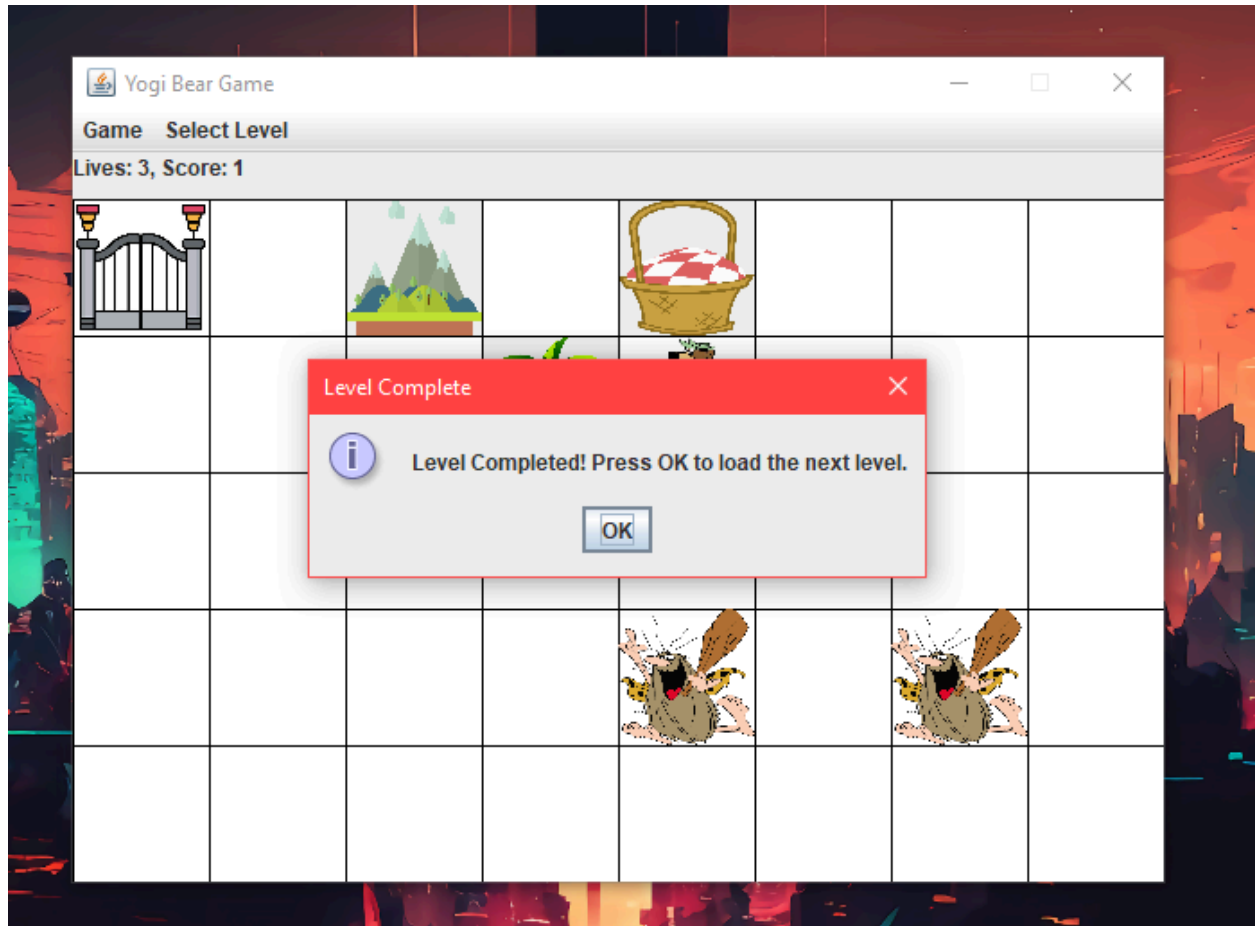 Yogi Bear Game
Game Select Level
Lives: 3, Score: 1
Level Complete
i
Level Completed! Press OK to load the next level.
OK